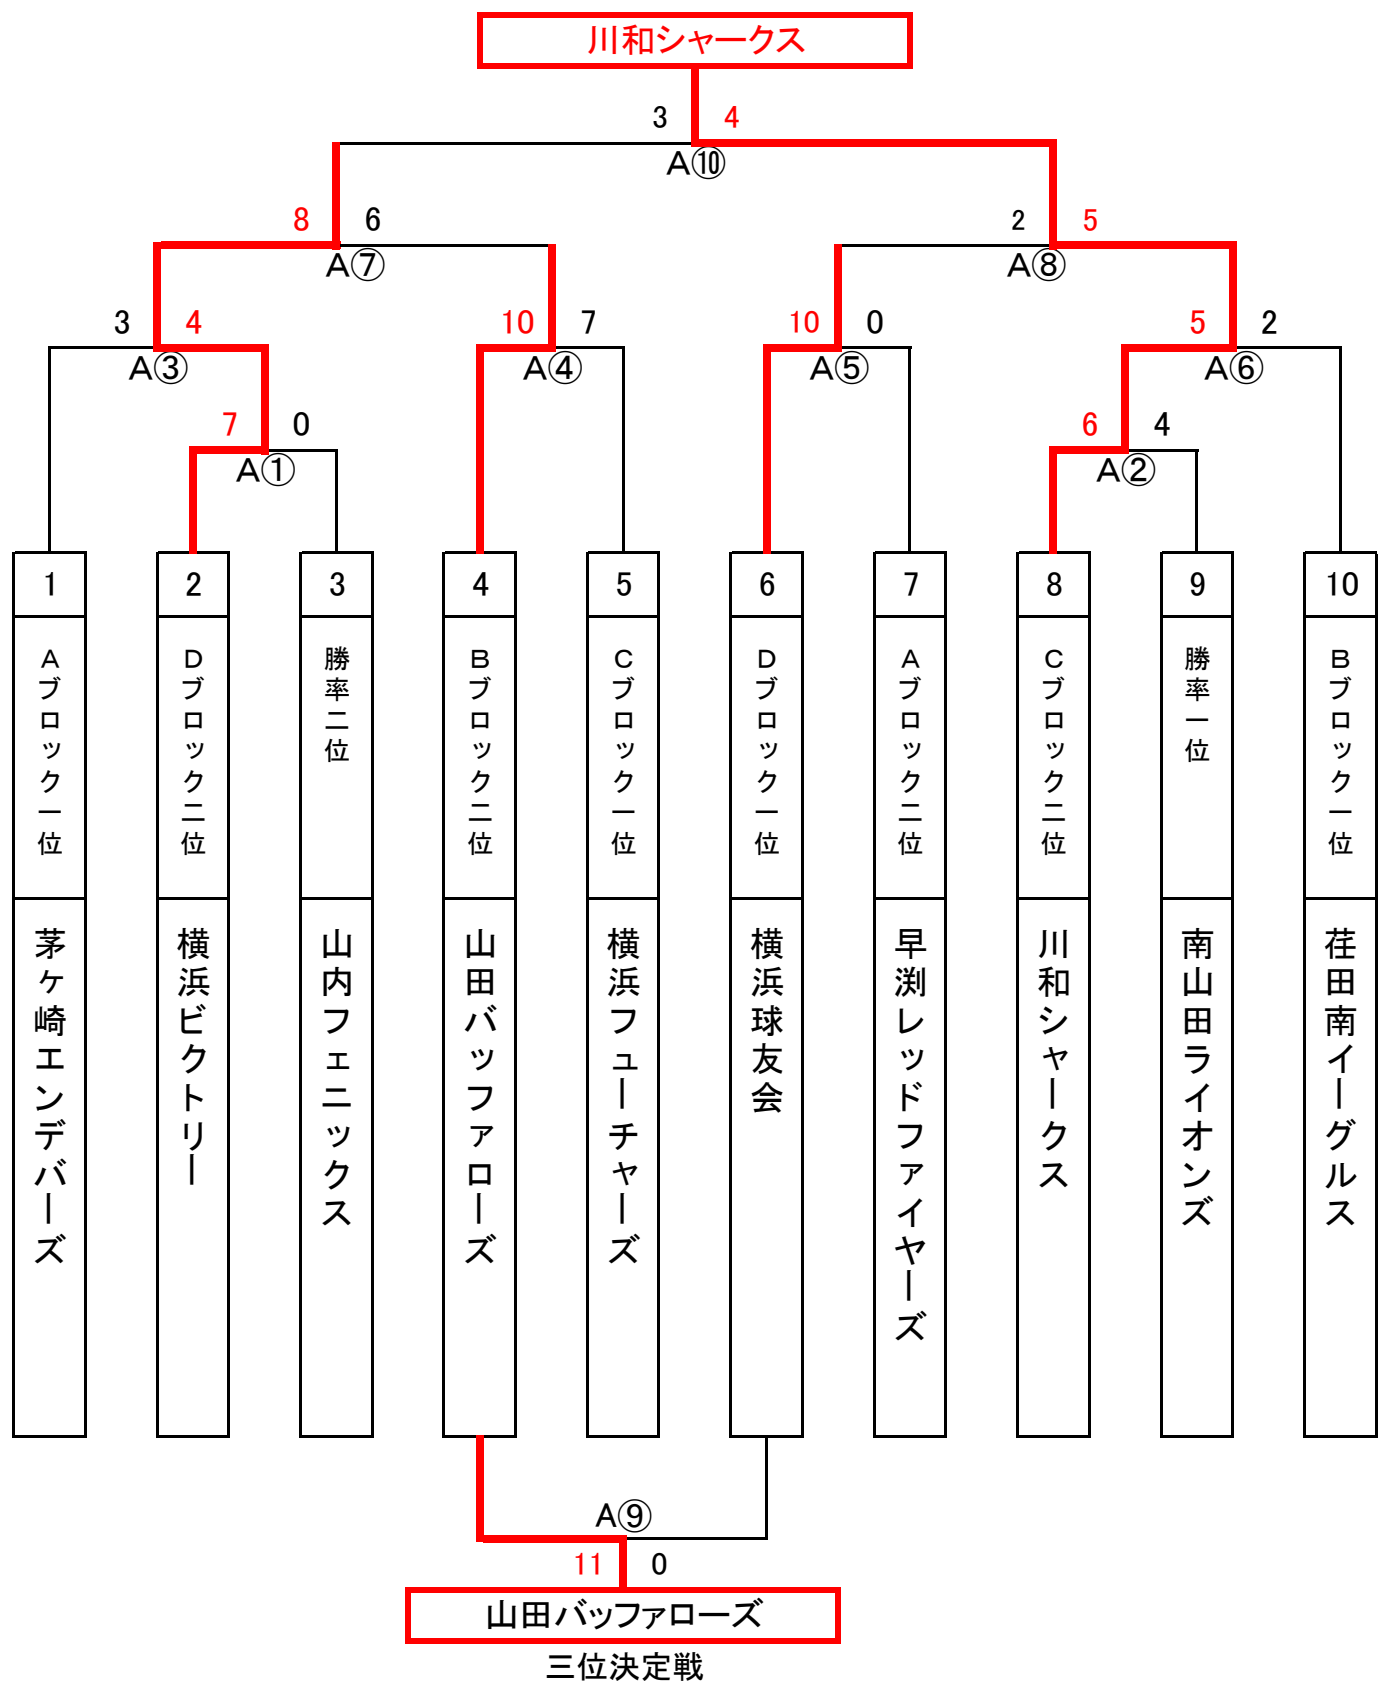 川和シャークス
3 4
A⑩
8 6 2 5
A⑦ A⑧
3 4 10 7 10 0 5 2
A③ A④ A⑤ A⑥
7 0 6 4
A① A②
1 2 3 4 5 6 7 8 9 10
Aブロック一位
Dブロック二位
勝率二位
Bブロック二位
Cブロック一位
Dブロック一位
Aブロック二位
Cブロック二位
勝率一位
Bブロック一位
茅ヶ崎エンデバーズ
横浜ビクトリー
山内フェニックス
山田バッファローズ
横浜フューチャーズ
横浜球友会
早渕レッドファイヤーズ
川和シャークス
南山田ライオンズ
荏田南イーグルス
A⑨
11 0
山田バッファローズ
三位決定戦